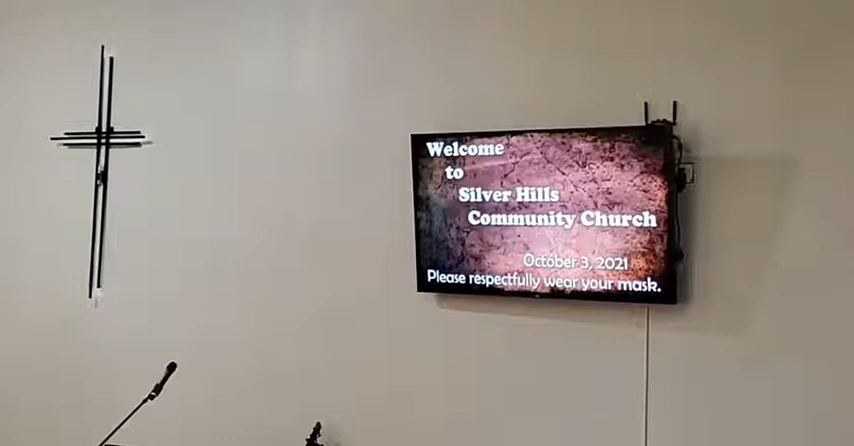 Welcome
to
Silver Hills
Community Church
October 3, 2021
Please respectfully wear your mask.